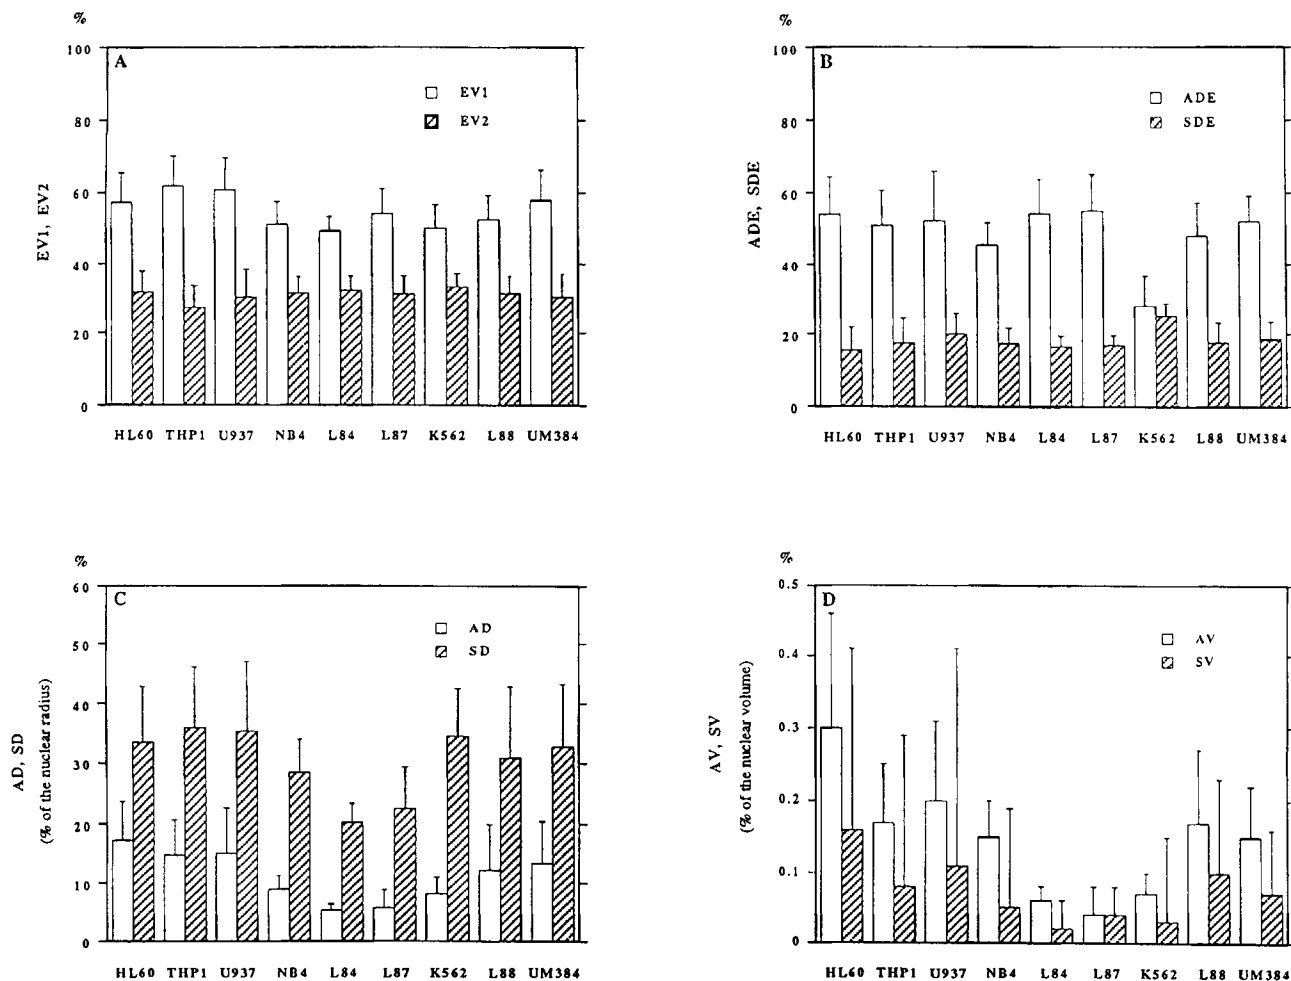 %
100
A
EV1
EV2
80
60
40
20
0
EV1, EV2
HL60 THP1 U937 NB4 L84 L87 K562 L88 UM384
%
100
B
ADE
SDE
80
60
40
20
0
ADE, SDE
HL60 THP1 U937 NB4 L84 L87 K562 L88 UM384
%
60
C
AD
SD
50
40
30
20
10
0
AD, SD
(% of the nuclear radius)
HL60 THP1 U937 NB4 L84 L87 K562 L88 UM384
%
0.5
D
AV
SV
0.4
0.3
0.2
0.1
0
AV, SV
(% of the nuclear volume)
HL60 THP1 U937 NB4 L84 L87 K562 L88 UM384